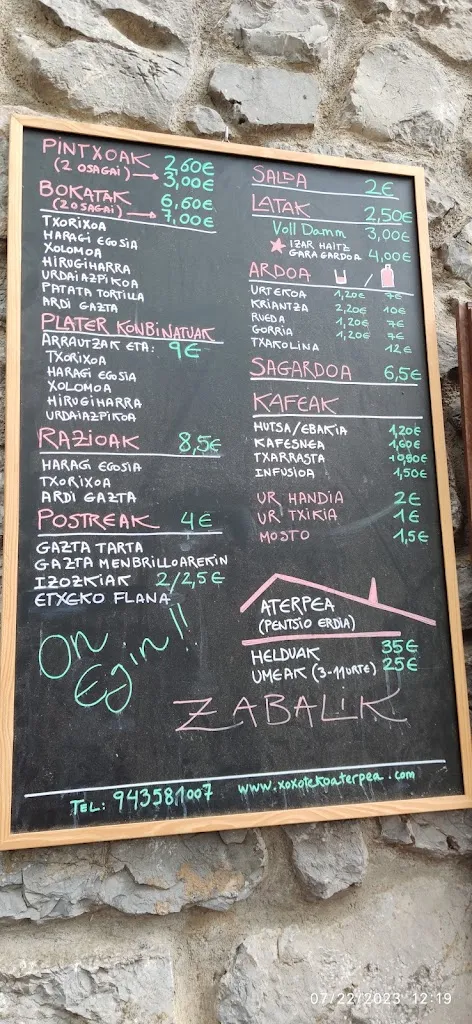 PINTXOAK 2,60€
(2 OSAGAI) → 3,00€
BOKATAK 6,60€
(2 OSAGAI) → 7,00€
TXORIXOA
HARAGI EGOSIA
XOLOMOA
HIRUGIHARRA
URDAIAZPIKOA
PATATA TORTILLA
ARDI GAZTA
PLATER KONBINATUAK
ARRAUTZAK ETA: 9€
TXORIXOA
HARAGI EGOSIA
XOLOMOA
HIRUGIHARRA
URDAIAZPIKOA
RAZIOAK 8,5€
HARAGI EGOSIA
TXORIXOA
ARDI GAZTA
POSTREAK 4€
GAZTA TARTA
GAZTA MENBRILLOAREKIN
IZOZKIAK 2/2,5€
ETXEKO FLANA
On
Egin!!
SALDA 2€
LATAK 2,50€
Voll Damm 3,00€
★ IZAR HAITZ
GARAGARDOA 4,00€
ARDOA /
URTEKOA 1,20€ 7€
KRIANTZA 2,20€ 10€
RUEDA 1,20€ 7€
GORRIA 1,20€ 7€
TXAKOLINA 12€
SAGARDOA 6,5€
KAFEAK
HUTSA/EBAKIA 1,20€
KAFESNEA 1,60€
TXARRASTA +0,80€
INFUSIOA 1,50€
UR HANDIA 2€
UR TXIKIA 1€
MOSTO 1,5€
ATERPEA
(PENTSIO ERDIA)
HELDUAK 35€
UMEAK (3-11URTE) 25€
ZABALIK
TEL: 943581007 www.xoxotekoaterpea.com
07/22/2023 12:19